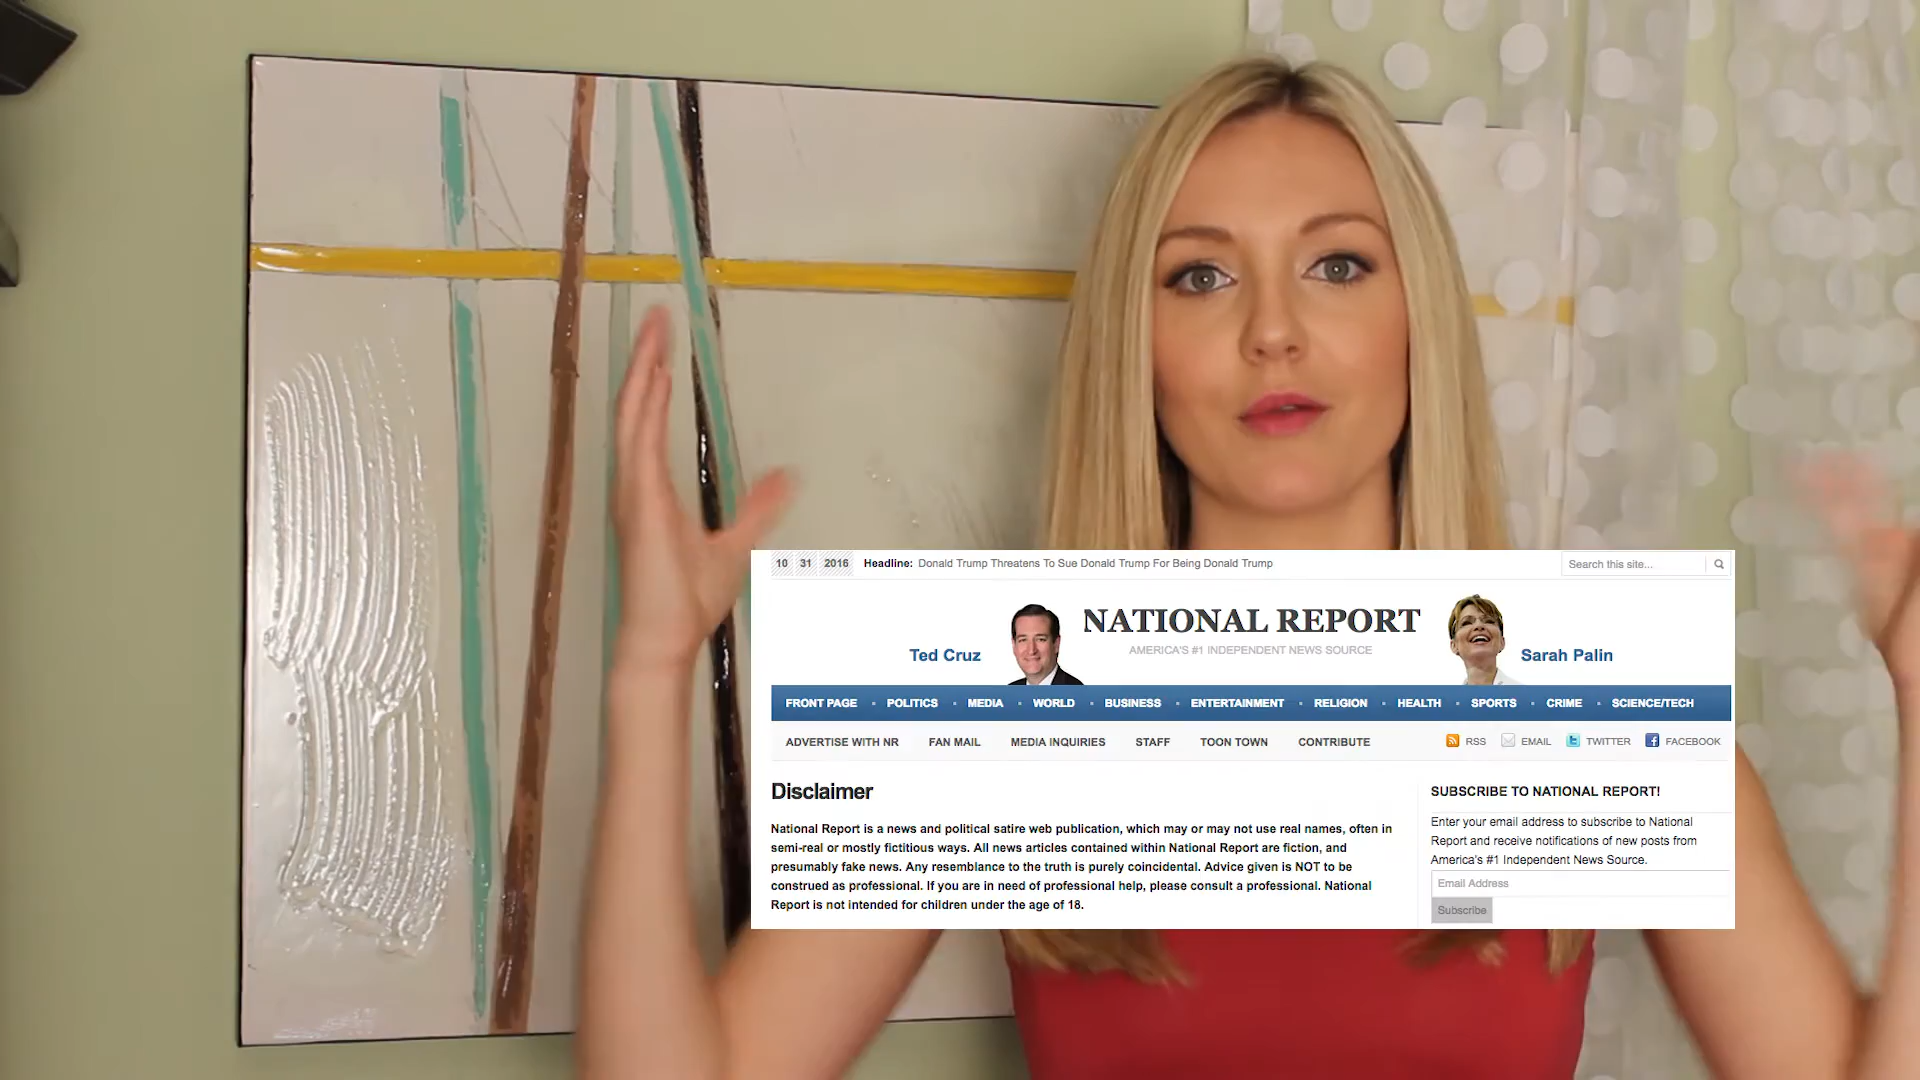 10 31 2016 Headline: Donald Trump Threatens To Sue Donald Trump For Being Donald Trump Search this site...
NATIONAL REPORT
AMERICA'S #1 INDEPENDENT NEWS SOURCE
Ted Cruz
Sarah Palin
FRONT PAGE POLITICS MEDIA WORLD BUSINESS ENTERTAINMENT RELIGION HEALTH SPORTS CRIME SCIENCE/TECH
ADVERTISE WITH NR FAN MAIL MEDIA INQUIRIES STAFF TOON TOWN CONTRIBUTE RSS EMAIL TWITTER FACEBOOK
Disclaimer
National Report is a news and political satire web publication, which may or may not use real names, often in
semi-real or mostly fictitious ways. All news articles contained within National Report are fiction, and
presumably fake news. Any resemblance to the truth is purely coincidental. Advice given is NOT to be
construed as professional. If you are in need of professional help, please consult a professional. National
Report is not intended for children under the age of 18.
SUBSCRIBE TO NATIONAL REPORT!
Enter your email address to subscribe to National
Report and receive notifications of new posts from
America's #1 Independent News Source.
Email Address
Subscribe